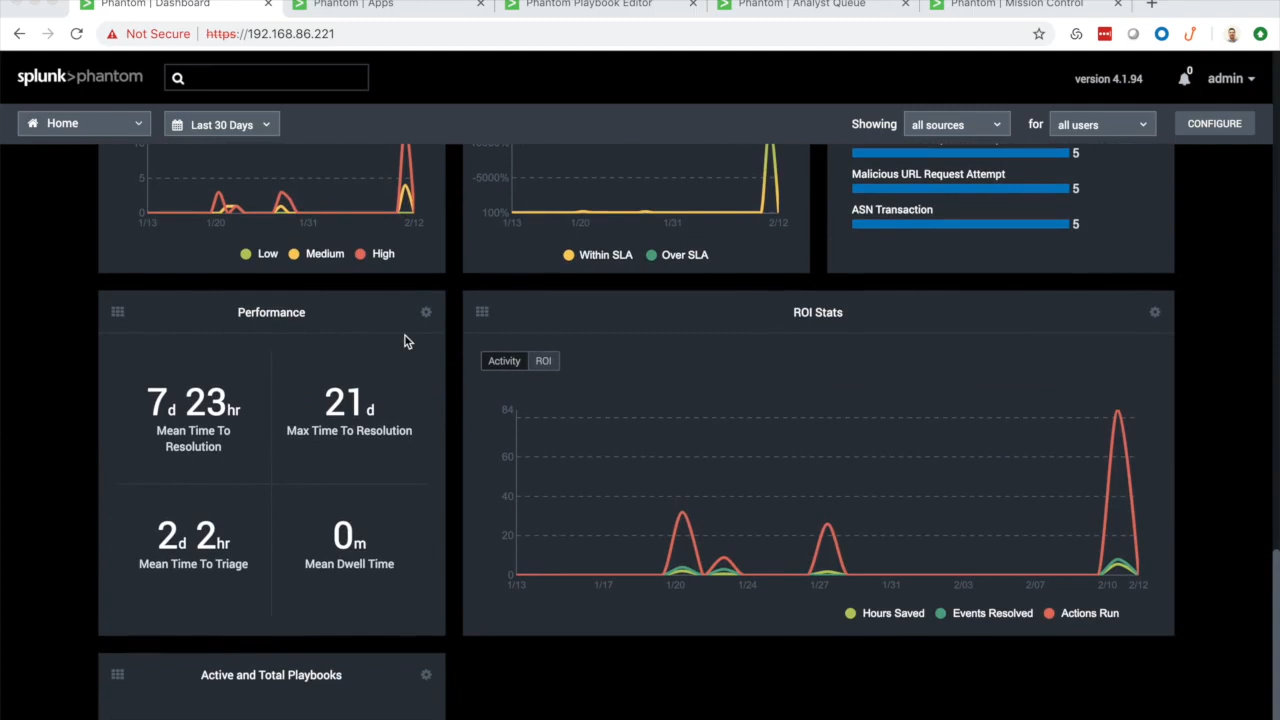 Phantom | Dashboard
Phantom | Apps
Phantom Playbook Editor
Phantom | Analyst Queue
Phantom | Mission Control
Not Secure https://192.168.86.221
splunk>phantom
version 4.1.94
0
admin
Home
Last 30 Days
Showing
all sources
for
all users
CONFIGURE
5
0
1/13
1/20
1/31
2/12
Low
Medium
High
-5000%
100%
1/13
1/20
1/31
2/12
Within SLA
Over SLA
5
Malicious URL Request Attempt
5
ASN Transaction
5
Performance
7d 23hr
Mean Time To
Resolution
21d
Max Time To Resolution
2d 2hr
Mean Time To Triage
0m
Mean Dwell Time
ROI Stats
Activity
ROI
84
60
40
20
0
1/13
1/17
1/20
1/24
1/27
1/31
2/03
2/07
2/10
2/12
Hours Saved
Events Resolved
Actions Run
Active and Total Playbooks